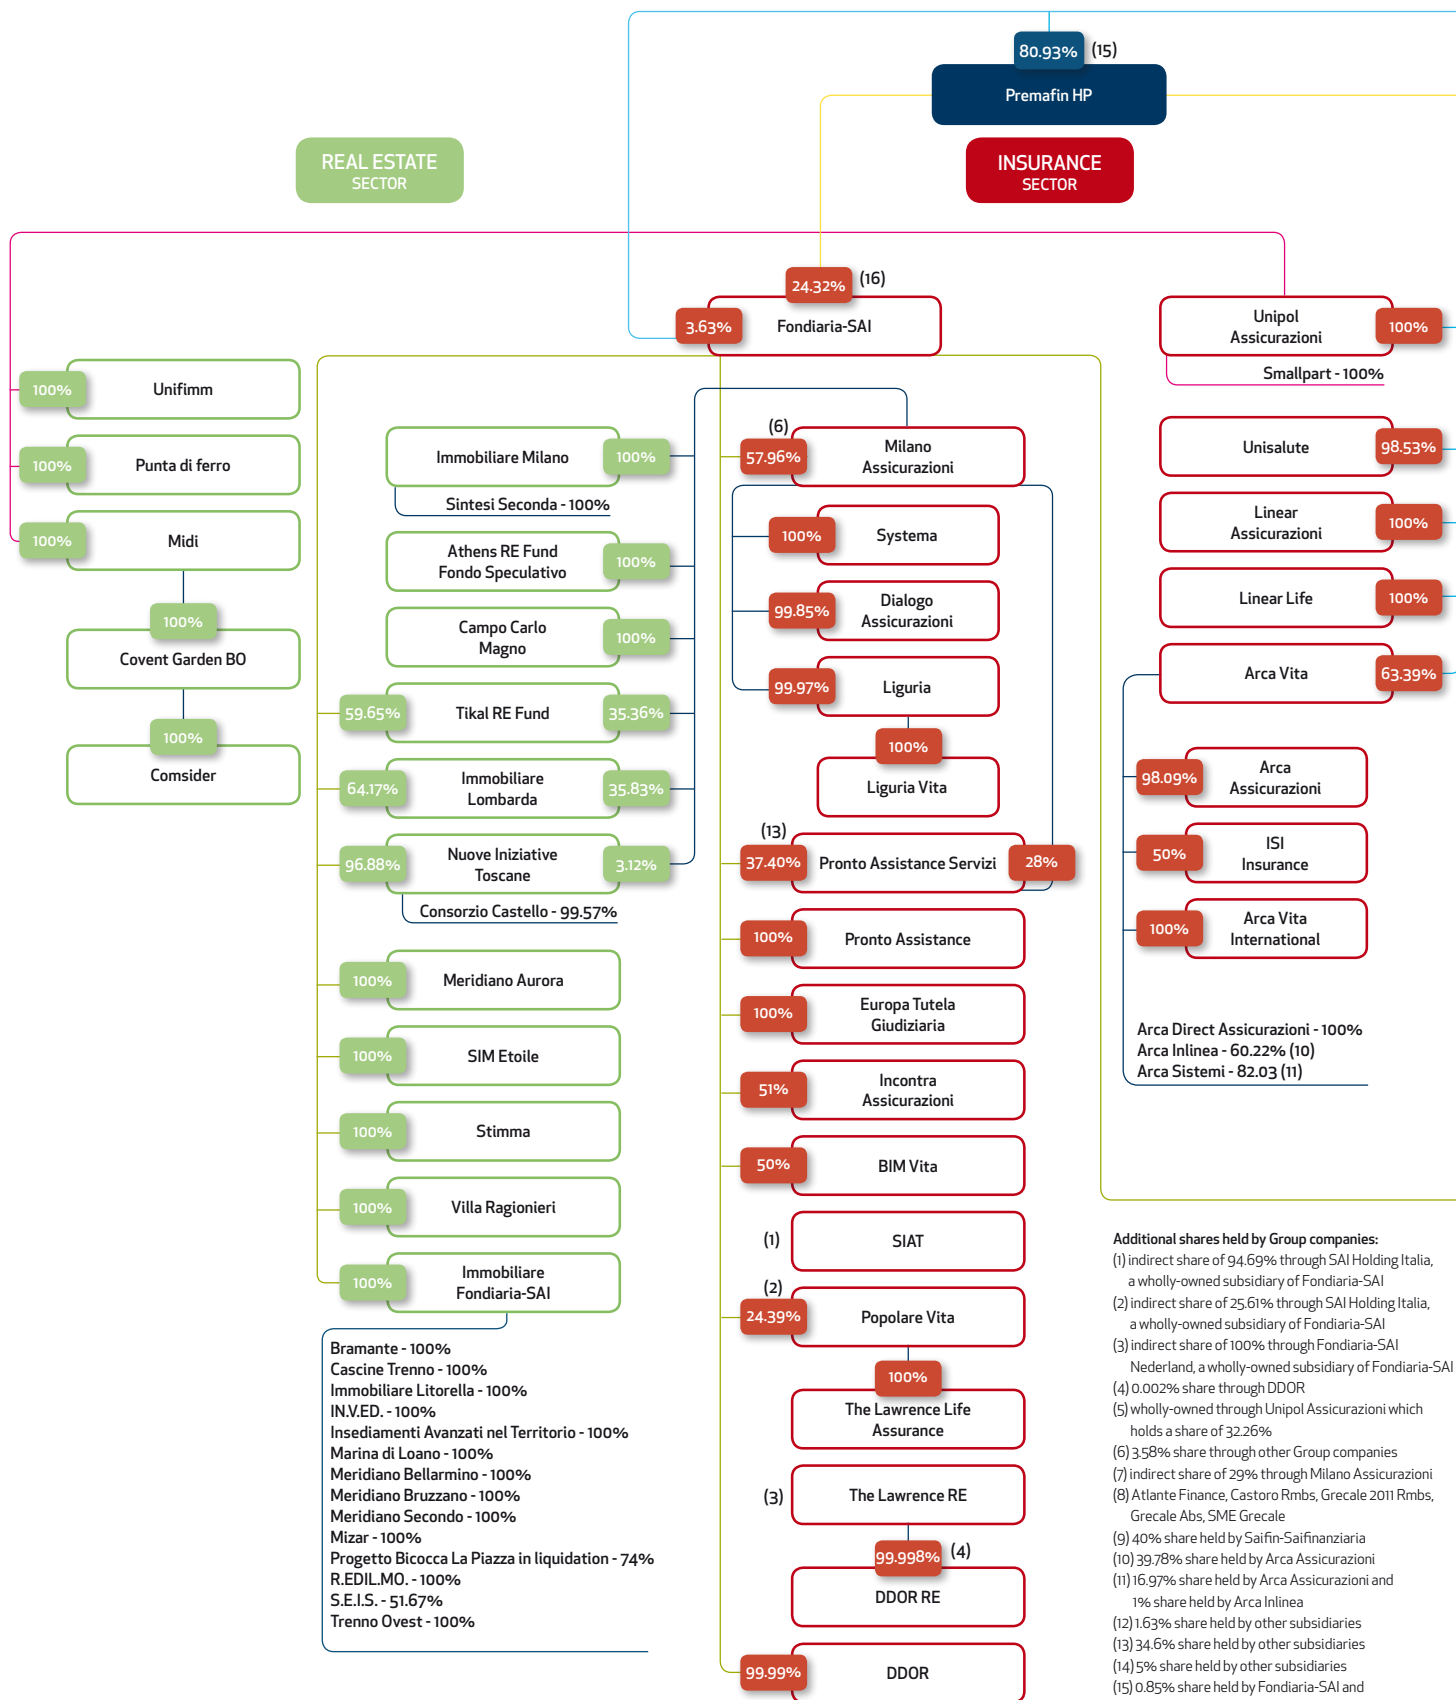 80.93% (15)
Premafin HP
REAL ESTATE
SECTOR
INSURANCE
SECTOR
24.32% (16)
3.63% Fondiaria-SAI
Unipol
Assicurazioni
100%
Smallpart - 100%
100% Unifimm
100% Punta di ferro
100% Midi
100%
Covent Garden BO
100%
Comsider
Immobiliare Milano 100%
Sintesi Seconda - 100%
Athens RE Fund
Fondo Speculativo
100%
Campo Carlo
Magno
100%
59.65% Tikal RE Fund 35.36%
64.17% Immobiliare
Lombarda
35.83%
96.88% Nuove Iniziative
Toscane
3.12%
Consorzio Castello - 99.57%
100% Meridiano Aurora
100% SIM Etoile
100% Stimma
100% Villa Ragionieri
100% Immobiliare
Fondiaria-SAI
Bramante - 100%
Cascine Trenno - 100%
Immobiliare Litorella - 100%
IN.V.ED. - 100%
Insediamenti Avanzati nel Territorio - 100%
Marina di Loano - 100%
Meridiano Bellarmino - 100%
Meridiano Bruzzano - 100%
Meridiano Secondo - 100%
Mizar - 100%
Progetto Bicocca La Piazza in liquidation - 74%
R.EDIL.MO. - 100%
S.E.I.S. - 51.67%
Trenno Ovest - 100%
(6)
57.96% Milano
Assicurazioni
100% Systema
99.85% Dialogo
Assicurazioni
99.97% Liguria
100%
Liguria Vita
(13)
37.40% Pronto Assistance Servizi 28%
100% Pronto Assistance
100% Europa Tutela
Giudiziaria
51% Incontra
Assicurazioni
50% BIM Vita
(1) SIAT
(2)
24.39% Popolare Vita
100%
The Lawrence Life
Assurance
(3) The Lawrence RE
99.998% (4)
DDOR RE
99.99% DDOR
Unisalute 98.53%
Linear
Assicurazioni
100%
Linear Life 100%
Arca Vita 63.39%
98.09% Arca
Assicurazioni
50% ISI
Insurance
100% Arca Vita
International
Arca Direct Assicurazioni - 100%
Arca Inlinea - 60.22% (10)
Arca Sistemi - 82.03 (11)
Additional shares held by Group companies:
(1) indirect share of 94.69% through SAI Holding Italia,
a wholly-owned subsidiary of Fondiaria-SAI
(2) indirect share of 25.61% through SAI Holding Italia,
a wholly-owned subsidiary of Fondiaria-SAI
(3) indirect share of 100% through Fondiaria-SAI
Nederland, a wholly-owned subsidiary of Fondiaria-SAI
(4) 0.002% share through DDOR
(5) wholly-owned through Unipol Assicurazioni which
holds a share of 32.26%
(6) 3.58% share through other Group companies
(7) indirect share of 29% through Milano Assicurazioni
(8) Atlante Finance, Castoro Rmbs, Grecale 2011 Rmbs,
Grecale Abs, SME Grecale
(9) 40% share held by Saifin-Saifinanziaria
(10) 39.78% share held by Arca Assicurazioni
(11) 16.97% share held by Arca Assicurazioni and
1% share held by Arca Inlinea
(12) 1.63% share held by other subsidiaries
(13) 34.6% share held by other subsidiaries
(14) 5% share held by other subsidiaries
(15) 0.85% share held by Fondiaria-SAI and